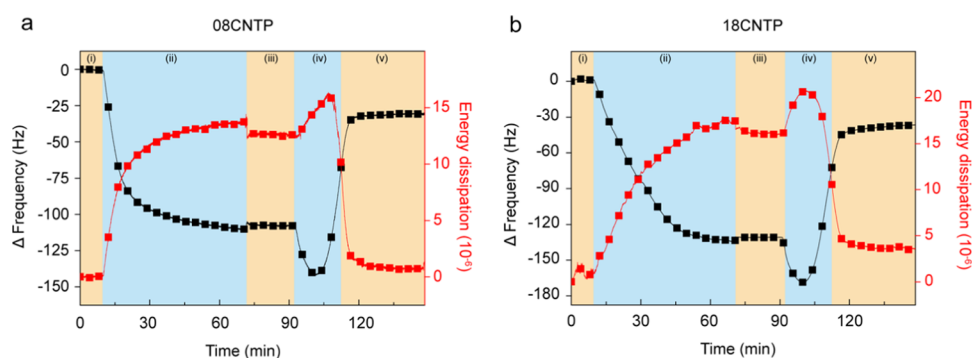 a
08CNTP
(i) (ii) (iii) (iv) (v)
0
-25
-50
-75
-100
-125
-150
Δ Frequency (Hz)
15
10
5
0
Energy dissipation (10⁻⁶)
0 30 60 90 120
Time (min)
b
18CNTP
(i) (ii) (iii) (iv) (v)
0
-30
-60
-90
-120
-150
-180
Δ Frequency (Hz)
20
15
10
5
0
Energy dissipation (10⁻⁶)
0 30 60 90 120
Time (min)